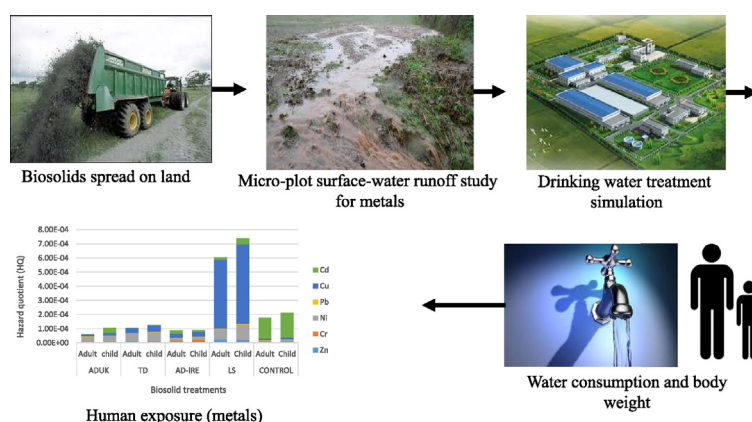 Biosolids spread on land
Micro-plot surface-water runoff study
for metals
Drinking water treatment
simulation
Hazard quotient (HQ)
8.00E-04
7.00E-04
6.00E-04
5.00E-04
4.00E-04
3.00E-04
2.00E-04
1.00E-04
0.00E+00
Adult child Adult child Adult child Adult Child Adult Child
ADUK TD AD-IRE LS CONTROL
Biosolid treatments
Cd
Cu
Pb
Ni
Cr
Zn
Human exposure (metals)
Water consumption and body
weight